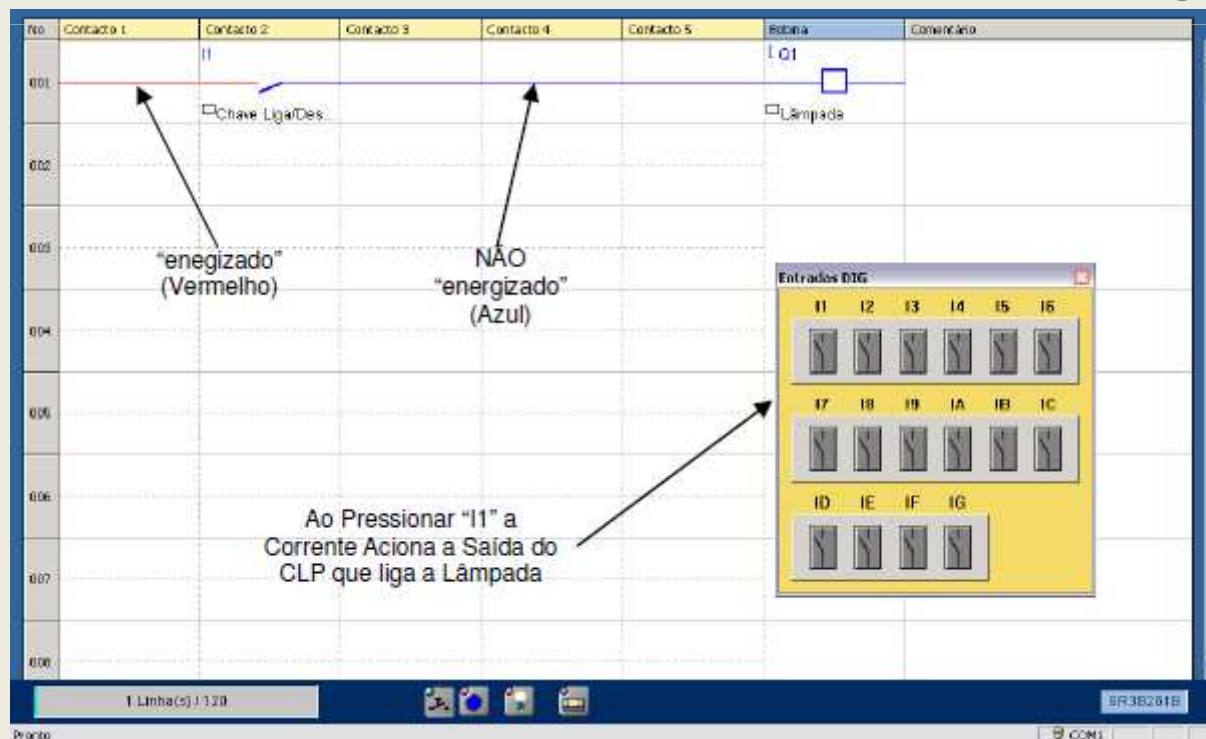 No Contacto 1 Contacto 2 Contacto 3 Contacto 4 Contacto 5 Bobina Comentário
I1
[ Q1
001
Chave Liga/Des...
Lâmpada
002
003
“enegizado”
(Vermelho)
NÃO
“energizado”
(Azul)
Entradas DIG
I1 I2 I3 I4 I5 I6
004
005
I7 I8 I9 IA IB IC
006
ID IE IF IG
Ao Pressionar “I1” a
Corrente Aciona a Saída do
CLP que liga a Lâmpada
007
008
1 Linha(s) / 120
SR3B261B
Pronto
COM1